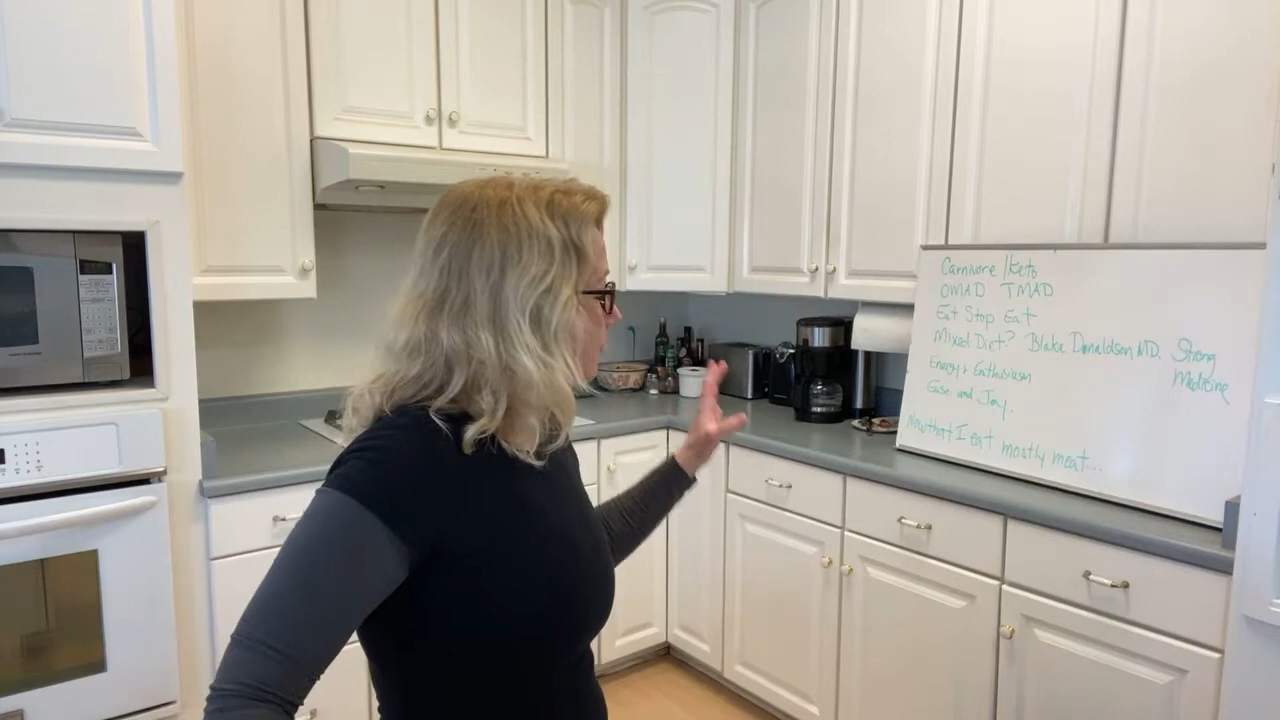 Carnivore / Keto
OMAD TMAD
Eat Stop Eat
Mixed Diet? Blake Donaldson MD. Strong Medicine
Energy + Enthusiasm
Ease and Joy.
Now that I eat mostly meat...